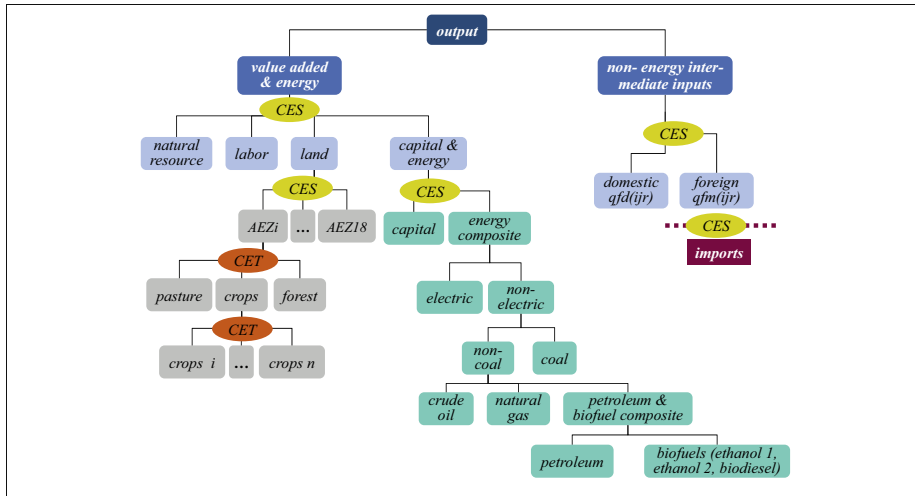 output
value added
& energy
non- energy inter-
mediate inputs
CES
CES
natural
resource
labor
land
capital &
energy
domestic
qfd(ijr)
foreign
qfm(ijr)
CES
CES
AEZi
...
AEZ18
capital
energy
composite
CES
imports
CET
pasture
crops
forest
electric
non-
electric
CET
crops i
...
crops n
non-
coal
coal
crude
oil
natural
gas
petroleum &
biofuel composite
petroleum
biofuels (ethanol 1,
ethanol 2, biodiesel)